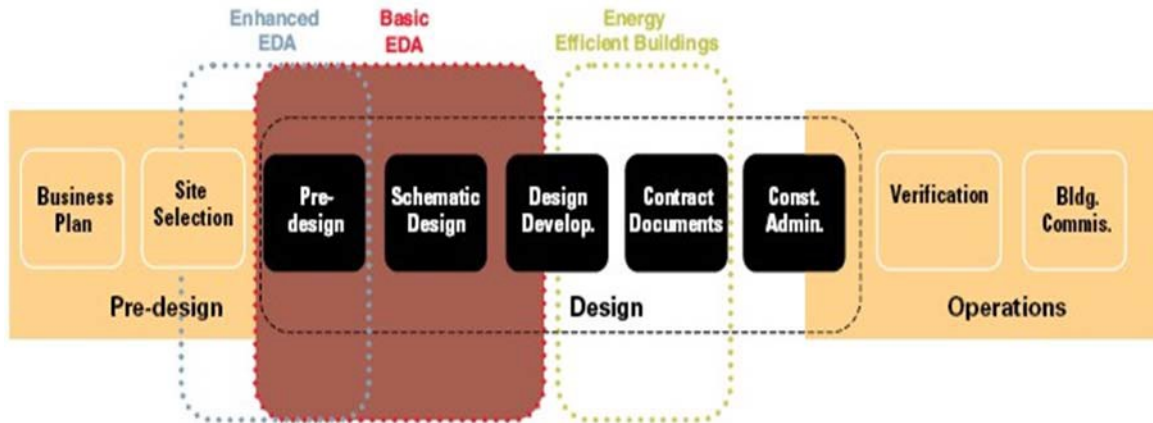 Enhanced
EDA
Basic
EDA
Energy
Efficient Buildings
Business
Plan
Site
Selection
Pre-
design
Schematic
Design
Design
Develop.
Contract
Documents
Const.
Admin.
Verification
Bldg.
Commis.
Pre-design
Design
Operations